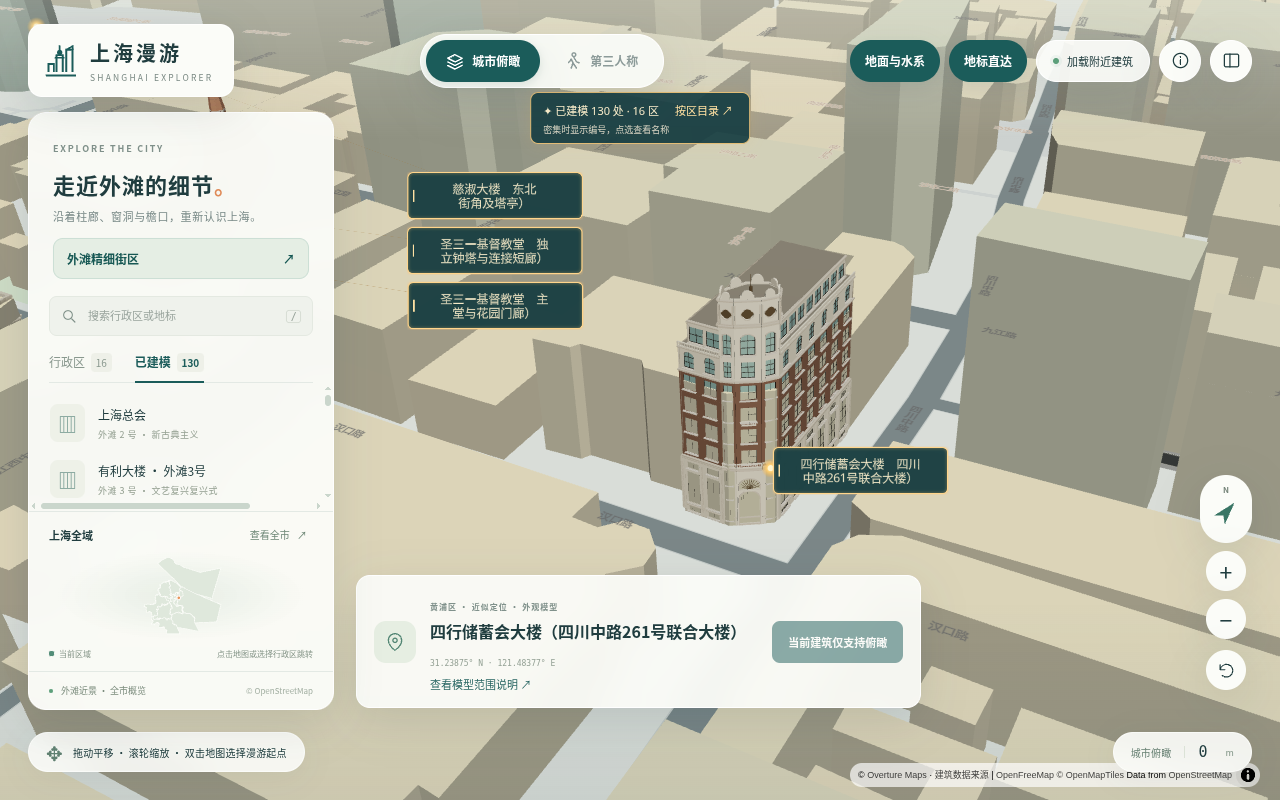 上海漫游
SHANGHAI EXPLORER
城市俯瞰
第三人称
地面与水系
地标直达
加载附近建筑
✦ 已建模 130 处 · 16 区 按区目录 ↗
密集时显示编号，点选查看名称
EXPLORE THE CITY
走近外滩的细节。
沿着柱廊、窗洞与檐口，重新认识上海。
外滩精细街区 ↗
搜索行政区或地标 /
行政区 16 已建模 130
上海总会
外滩 2 号 · 新古典主义
有利大楼 · 外滩3号
外滩 3 号 · 文艺复兴复兴式
上海全域 查看全市 ↗
当前区域 点击地图或选择行政区跳转
外滩近景 · 全市概览 © OpenStreetMap
拖动平移 · 滚轮缩放 · 双击地图选择漫游起点
慈淑大楼 东北
街角及塔亭）
圣三一基督教堂 独
立钟塔与连接短廊）
圣三一基督教堂 主
堂与花园门廊）
四行储蓄会大楼 四川
中路261号联合大楼）
九江路
四川中路
汉口路
汉口路
汉口路
黄浦区 · 近似定位 · 外观模型
四行储蓄会大楼（四川中路261号联合大楼）
31.23875° N · 121.48377° E
查看模型范围说明 ↗
当前建筑仅支持俯瞰
N
+
−
城市俯瞰 0 m
© Overture Maps · 建筑数据来源 | OpenFreeMap © OpenMapTiles Data from OpenStreetMap